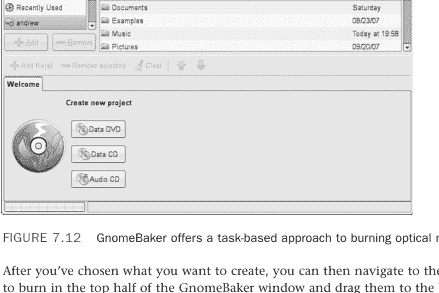 Recently Used
andrew
Add Remove
Documents Saturday
Examples 08/23/07
Music Today at 19:58
Pictures 09/20/07
Add file(s) Remove selected Clear
Welcome
Create new project
Data DVD
Data CD
Audio CD
FIGURE 7.12 GnomeBaker offers a task-based approach to burning optical
After you've chosen what you want to create, you can then navigate to the
to burn in the top half of the GnomeBaker window and drag them to the